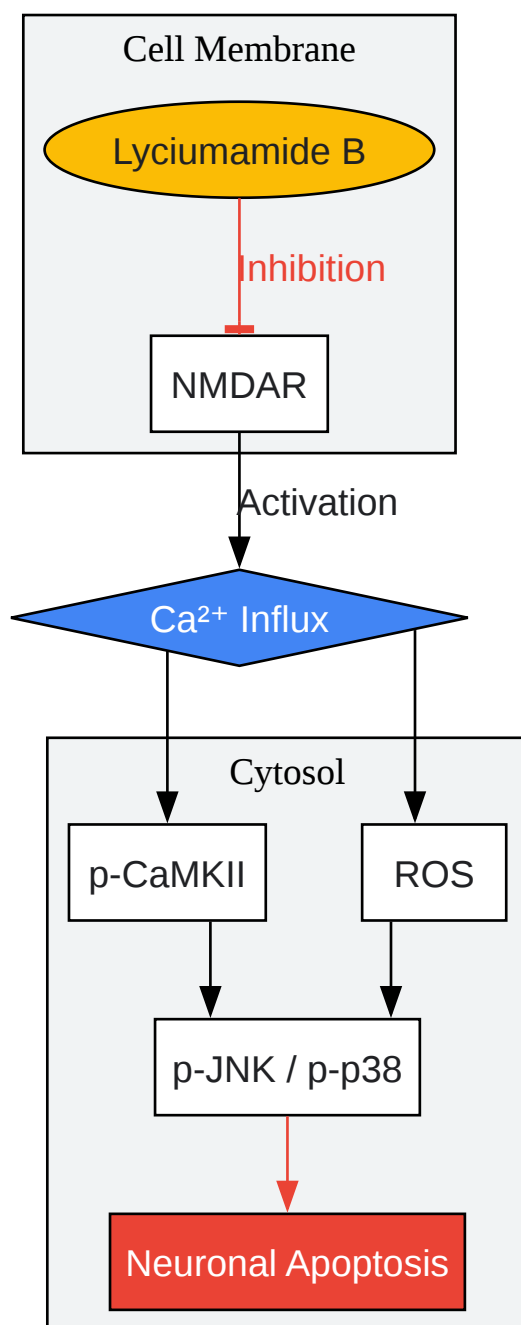 Cell Membrane
Lyciumamide B
Inhibition
NMDAR
Activation
Ca²⁺ Influx
Cytosol
p-CaMKII
ROS
p-JNK / p-p38
Neuronal Apoptosis